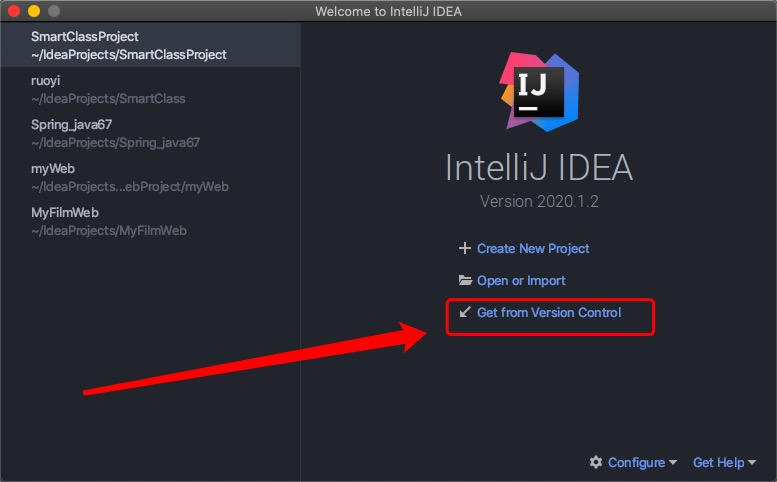 Welcome to IntelliJ IDEA
SmartClassProject
~/IdeaProjects/SmartClassProject
ruoyi
~/IdeaProjects/SmartClass
Spring_java67
~/IdeaProjects/Spring_java67
myWeb
~/IdeaProjects...ebProject/myWeb
MyFilmWeb
~/IdeaProjects/MyFilmWeb
IJ
IntelliJ IDEA
Version 2020.1.2
Create New Project
Open or Import
Get from Version Control
Configure
Get Help